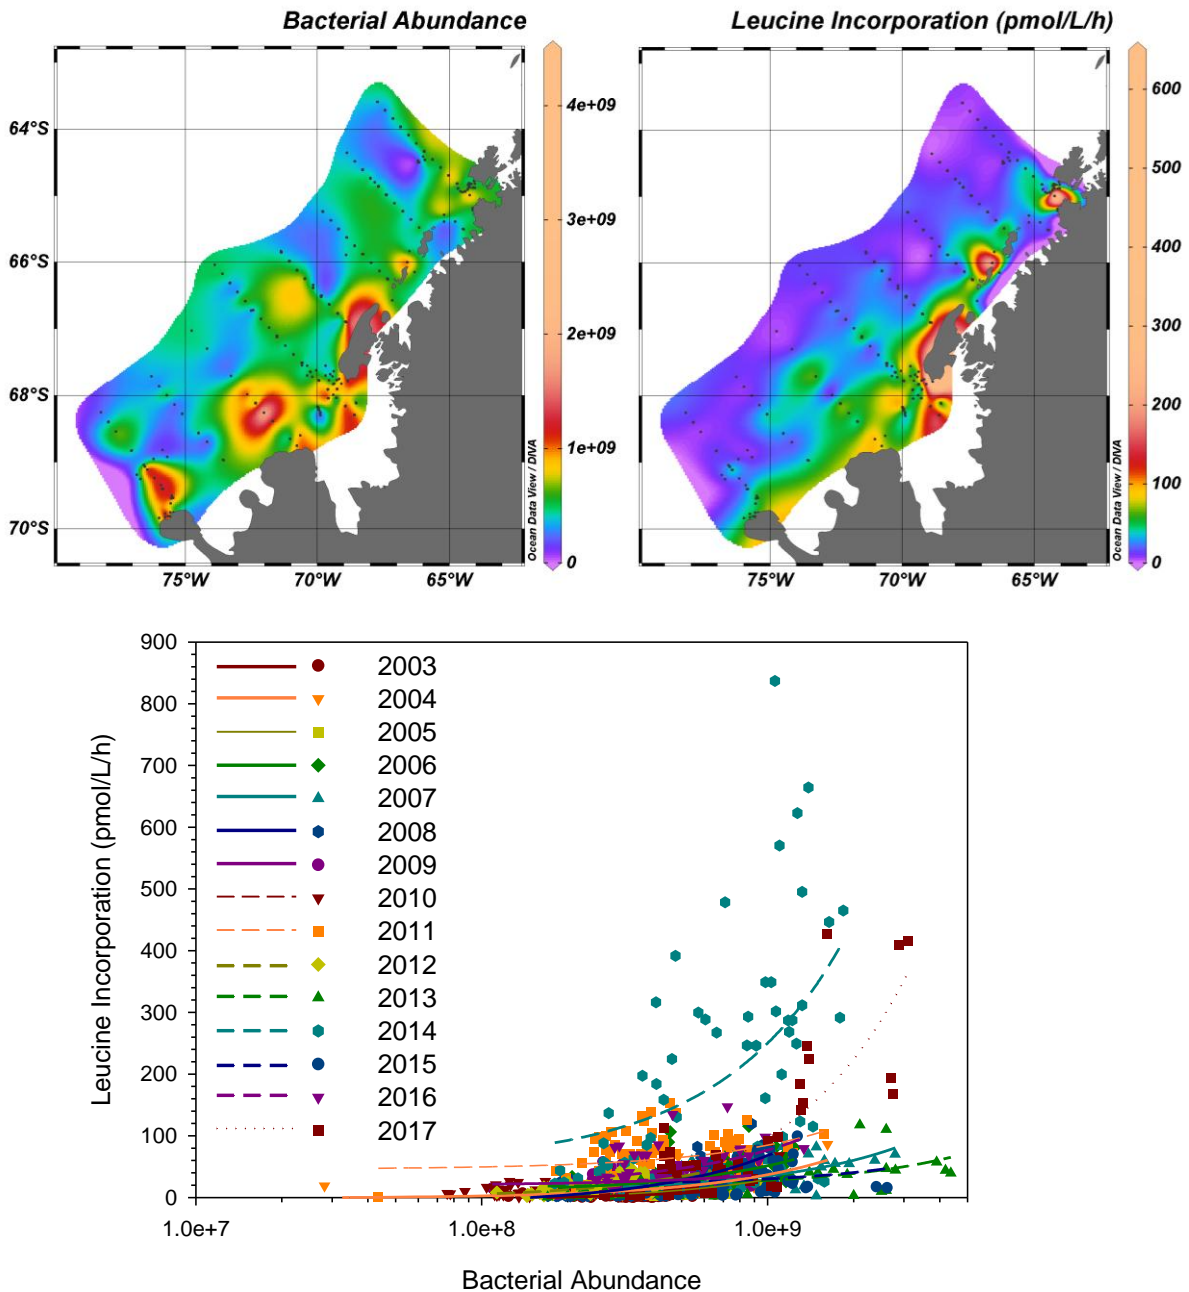 Bacterial Abundance
Leucine Incorporation (pmol/L/h)
64°S
66°S
68°S
70°S
75°W
70°W
65°W
4e+09
3e+09
2e+09
1e+09
0
Ocean Data View / DIVA
75°W
70°W
65°W
600
500
400
300
200
100
0
Ocean Data View / DIVA
Leucine Incorporation (pmol/L/h)
900
800
700
600
500
400
300
200
100
0
2003
2004
2005
2006
2007
2008
2009
2010
2011
2012
2013
2014
2015
2016
2017
1.0e+7
1.0e+8
1.0e+9
Bacterial Abundance